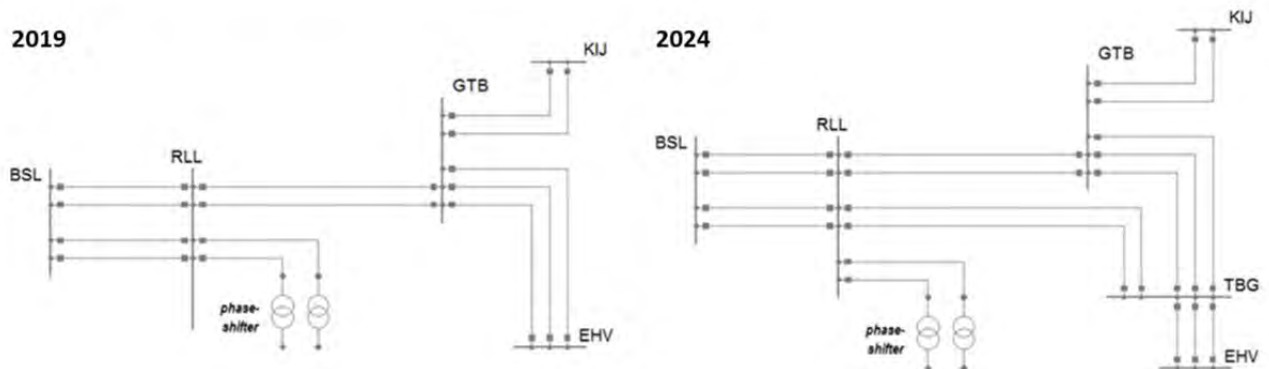 2019
KIJ
GTB
RLL
BSL
phase-
shifter
EHV
2024
KIJ
GTB
RLL
BSL
TBG
phase-
shifter
EHV